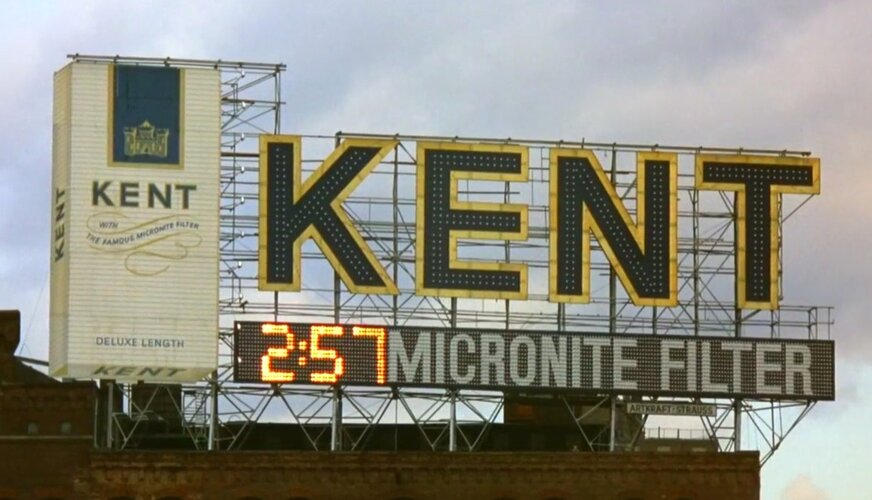 KENT
WITH
THE FAMOUS MICRONITE FILTER
DELUXE LENGTH
KENT
KENT
KENT
2:57 MICRONITE FILTER
ARTKRAFT-STRAUSS